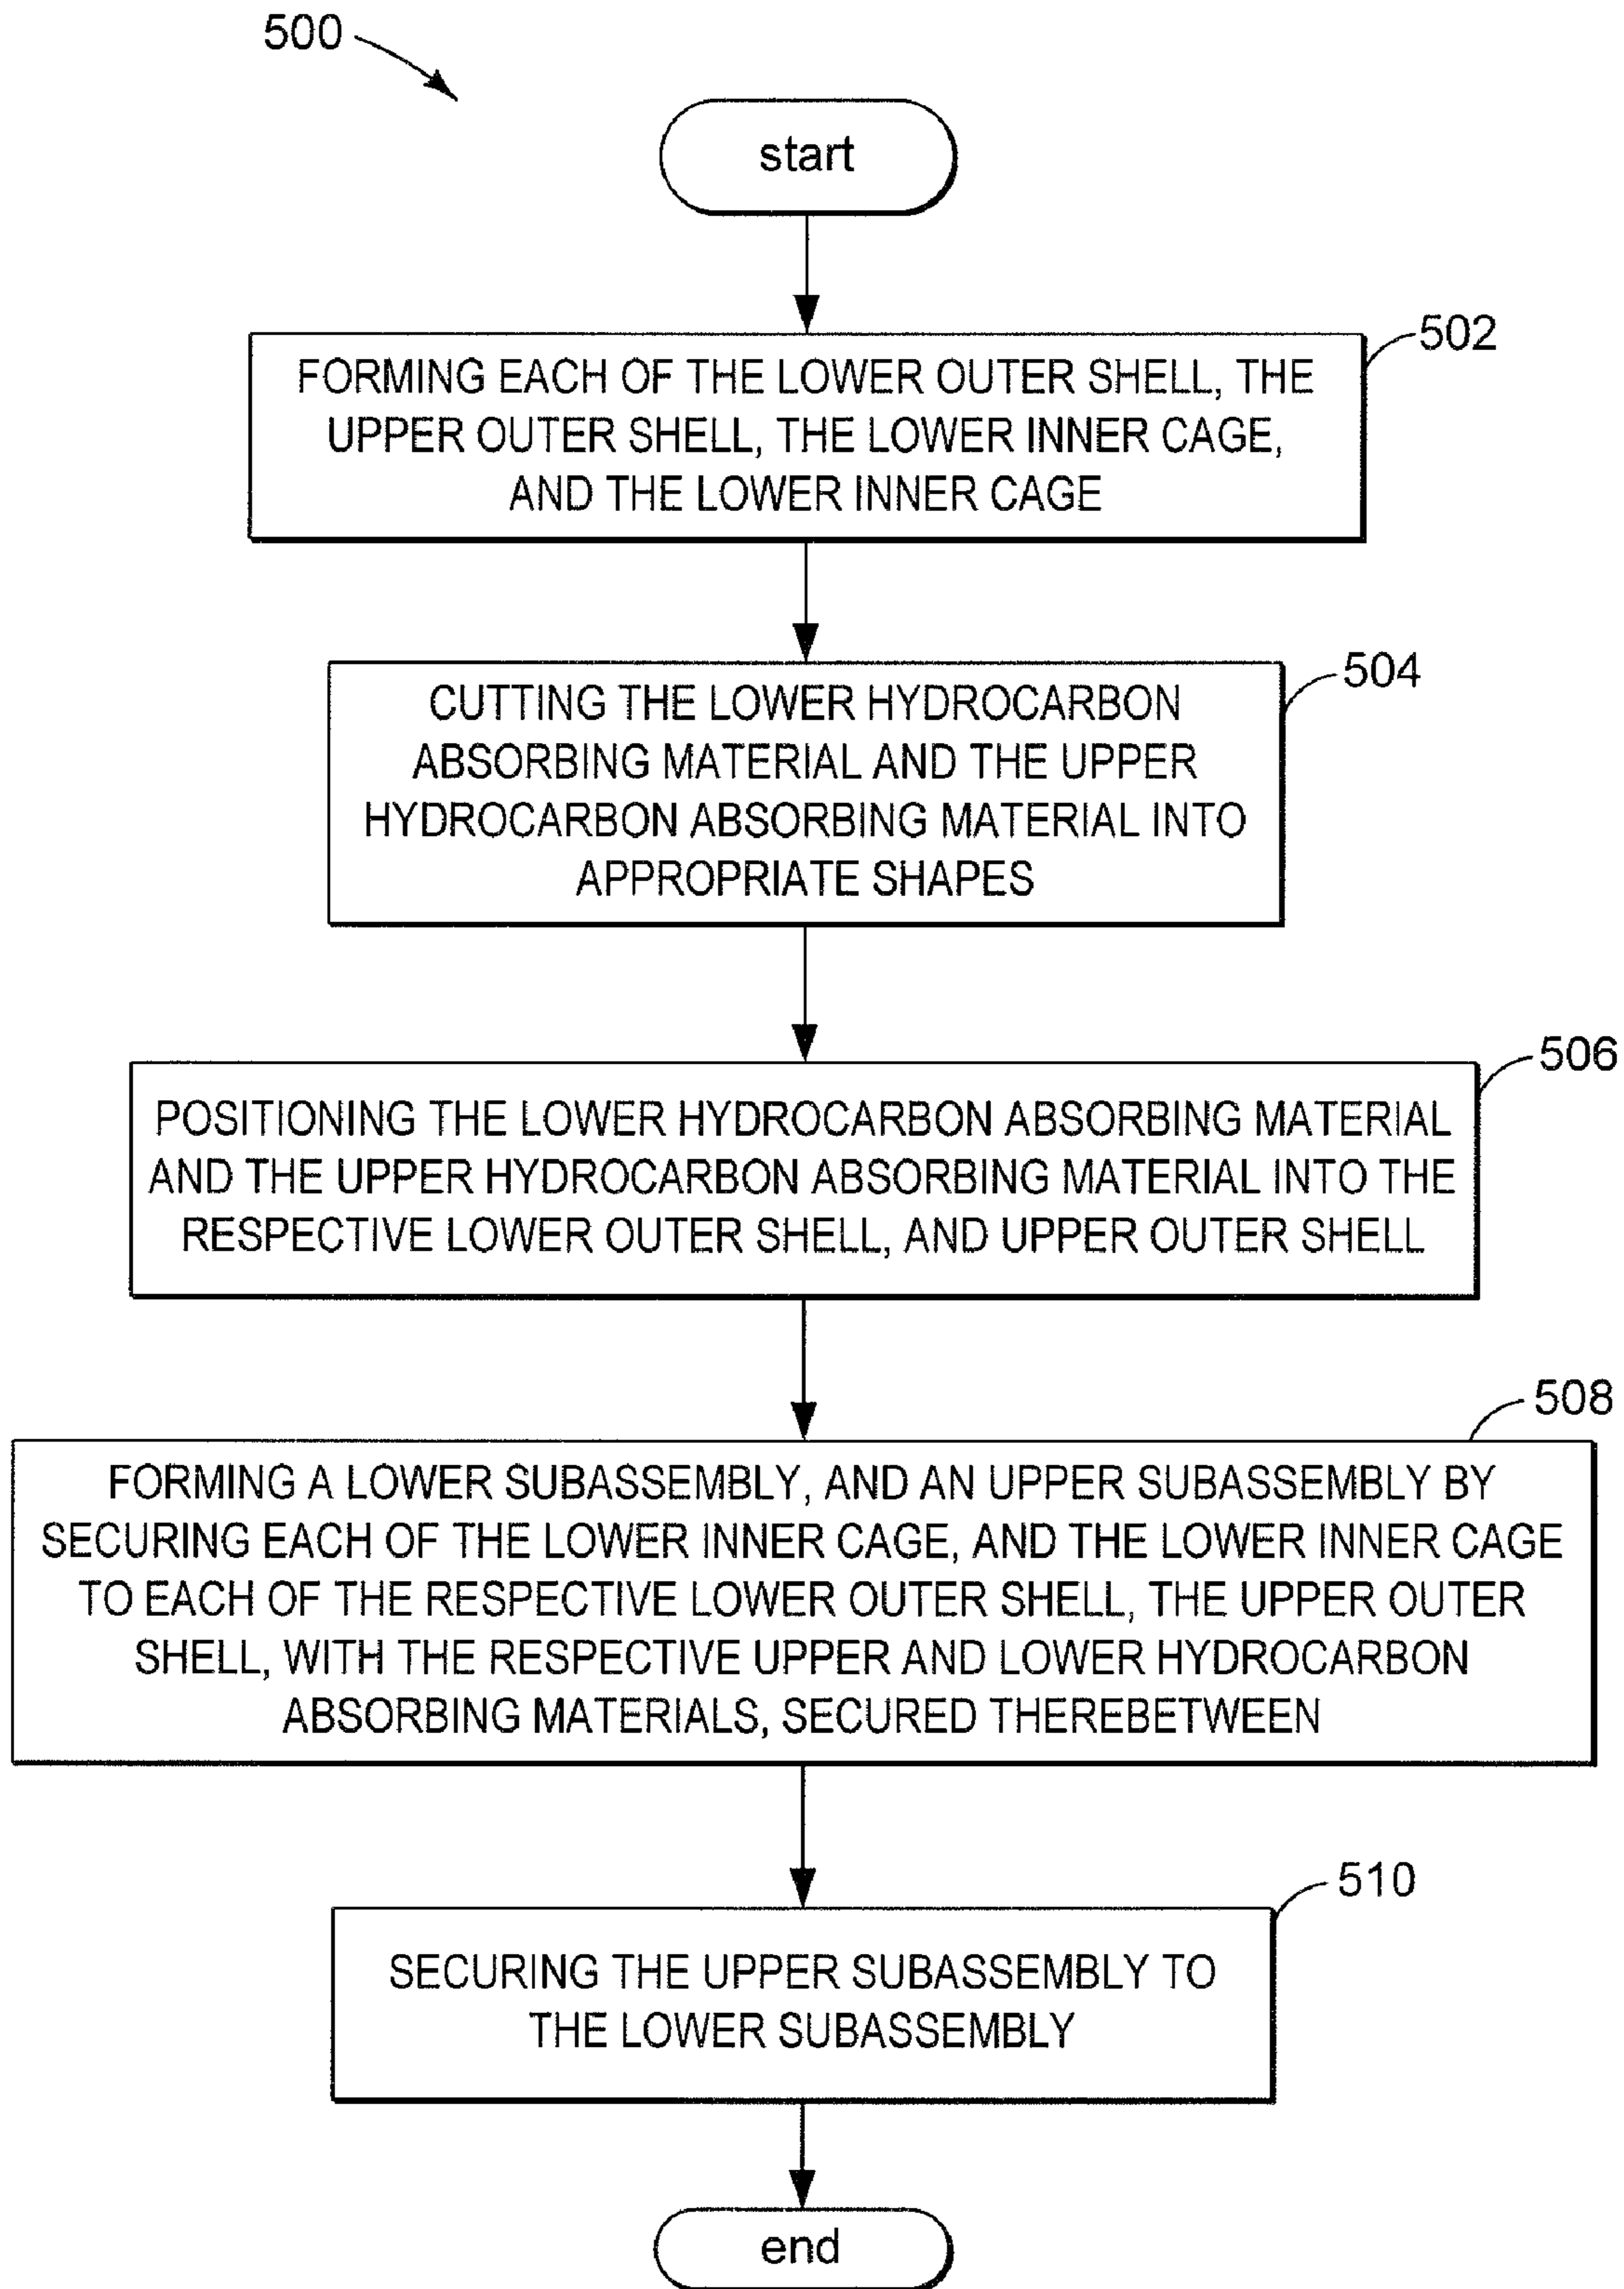 500
start
502
FORMING EACH OF THE LOWER OUTER SHELL, THE
UPPER OUTER SHELL, THE LOWER INNER CAGE,
AND THE LOWER INNER CAGE
504
CUTTING THE LOWER HYDROCARBON
ABSORBING MATERIAL AND THE UPPER
HYDROCARBON ABSORBING MATERIAL INTO
APPROPRIATE SHAPES
506
POSITIONING THE LOWER HYDROCARBON ABSORBING MATERIAL
AND THE UPPER HYDROCARBON ABSORBING MATERIAL INTO THE
RESPECTIVE LOWER OUTER SHELL, AND UPPER OUTER SHELL
508
FORMING A LOWER SUBASSEMBLY, AND AN UPPER SUBASSEMBLY BY
SECURING EACH OF THE LOWER INNER CAGE, AND THE LOWER INNER CAGE
TO EACH OF THE RESPECTIVE LOWER OUTER SHELL, THE UPPER OUTER
SHELL, WITH THE RESPECTIVE UPPER AND LOWER HYDROCARBON
ABSORBING MATERIALS, SECURED THEREBETWEEN
510
SECURING THE UPPER SUBASSEMBLY TO
THE LOWER SUBASSEMBLY
end